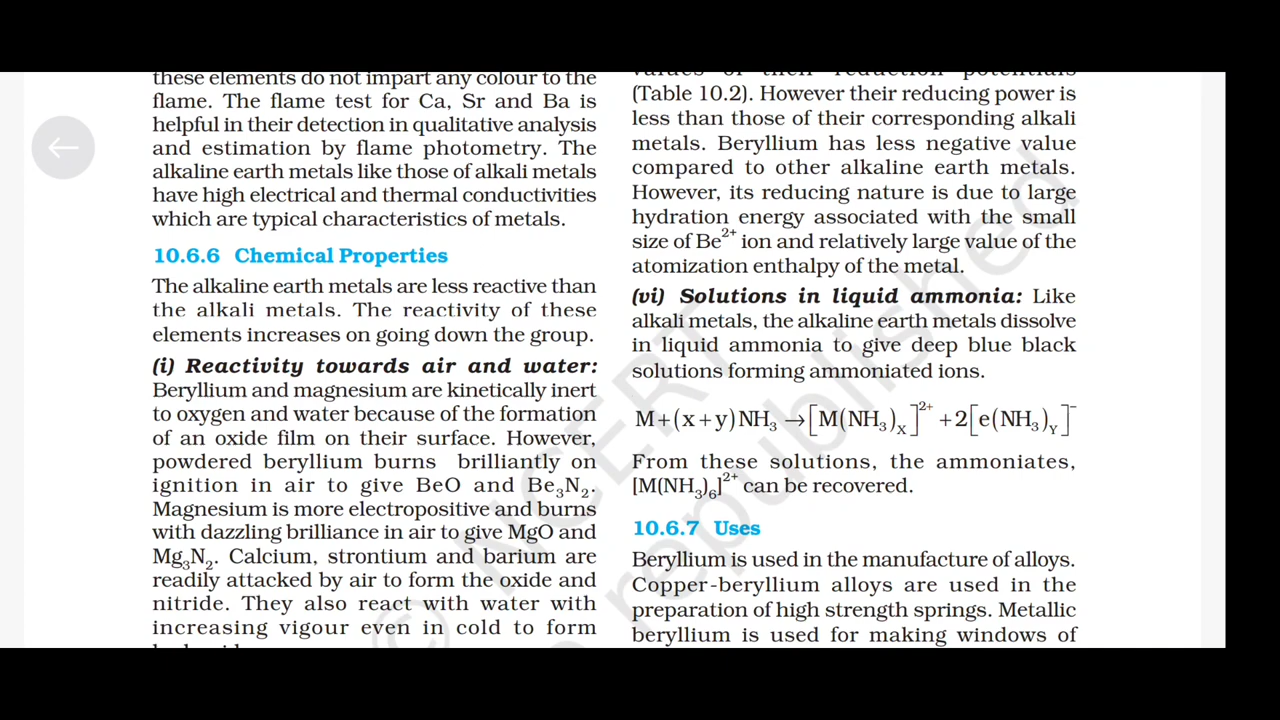 these elements do not impart any colour to the
flame. The flame test for Ca, Sr and Ba is
helpful in their detection in qualitative analysis
and estimation by flame photometry. The
alkaline earth metals like those of alkali metals
have high electrical and thermal conductivities
which are typical characteristics of metals.
10.6.6 Chemical Properties
The alkaline earth metals are less reactive than
the alkali metals. The reactivity of these
elements increases on going down the group.
(i) Reactivity towards air and water:
Beryllium and magnesium are kinetically inert
to oxygen and water because of the formation
of an oxide film on their surface. However,
powdered beryllium burns brilliantly on
ignition in air to give BeO and Be₃N₂.
Magnesium is more electropositive and burns
with dazzling brilliance in air to give MgO and
Mg₃N₂. Calcium, strontium and barium are
readily attacked by air to form the oxide and
nitride. They also react with water with
increasing vigour even in cold to form
values of their reduction potentials
(Table 10.2). However their reducing power is
less than those of their corresponding alkali
metals. Beryllium has less negative value
compared to other alkaline earth metals.
However, its reducing nature is due to large
hydration energy associated with the small
size of Be²⁺ ion and relatively large value of the
atomization enthalpy of the metal.
(vi) Solutions in liquid ammonia: Like
alkali metals, the alkaline earth metals dissolve
in liquid ammonia to give deep blue black
solutions forming ammoniated ions.
M+(x+y)NH₃ → [M(NH₃)ₓ]²⁺ +2[e(NH₃)Y]⁻
From these solutions, the ammoniates,
[M(NH₃)₆]²⁺ can be recovered.
10.6.7 Uses
Beryllium is used in the manufacture of alloys.
Copper-beryllium alloys are used in the
preparation of high strength springs. Metallic
beryllium is used for making windows of
© NCERT
republished